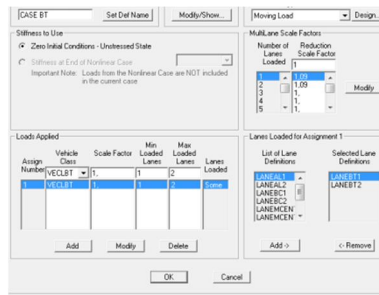 CASE BT Set Def Name Modify/Show... Moving Load Design.
Stiffness to Use
Zero Initial Conditions - Unstressed State
Stiffness at End of Nonlinear Case
Important Note: Loads from the Nonlinear Case are NOT included
in the current case
MultiLane Scale Factors
Number of Lanes Loaded Reduction Scale Factor
1
1 1,09
2 1,09
3 1,
4 1,
5 1,
Modify
Loads Applied
Assign Number Vehicle Class Scale Factor Min Loaded Lanes Max Loaded Lanes Lanes Loaded
VECLBT 1, 1 2
1 VECLBT 1, 1 2 Some
Add Modify Delete
Lanes Loaded for Assignment 1
List of Lane Definitions Selected Lane Definitions
LANEAL1 LANEBT1
LANEAL2 LANEBT2
LANEBC1
LANEBC2
LANEMCEN
LANEMCEN
Add -> <- Remove
OK Cancel